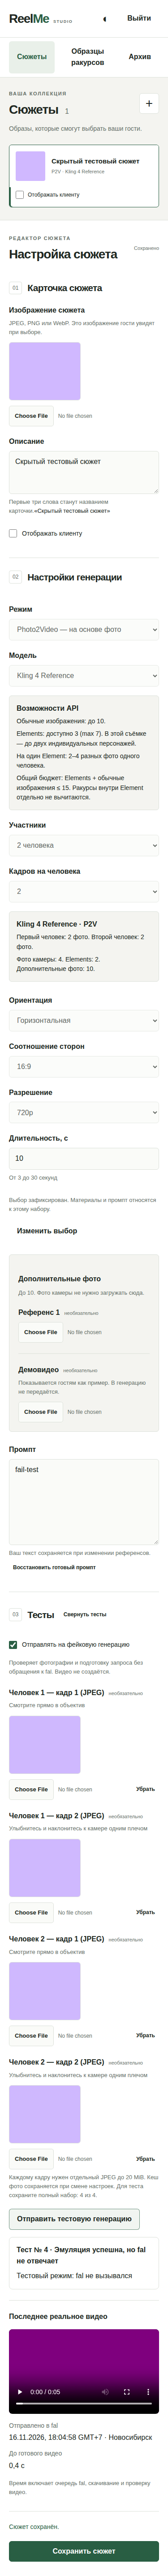 ReelMe STUDIO
Выйти
Сюжеты
Образцы
ракурсов
Архив
ВАША КОЛЛЕКЦИЯ
Сюжеты 1
+
Образы, которые смогут выбрать ваши гости.
Скрытый тестовый сюжет
P2V · Kling 4 Reference
Отображать клиенту
РЕДАКТОР СЮЖЕТА
Сохранено
Настройка сюжета
01 Карточка сюжета
Изображение сюжета
JPEG, PNG или WebP. Это изображение гости увидят
при выборе.
Choose File No file chosen
Описание
Скрытый тестовый сюжет
Первые три слова станут названием
карточки: «Скрытый тестовый сюжет»
Отображать клиенту
02 Настройки генерации
Режим
Photo2Video — на основе фото
Модель
Kling 4 Reference
Возможности API
Обычные изображения: до 10.
Elements: доступно 3 (max 7). В этой съёмке
— до двух индивидуальных персонажей.
На один Element: 2–4 разных фото одного
человека.
Общий бюджет: Elements + обычные
изображения ≤ 15. Ракурсы внутри Element
отдельно не вычитаются.
Участники
2 человека
Кадров на человека
2
Kling 4 Reference · P2V
Первый человек: 2 фото. Второй человек: 2
фото.
Фото камеры: 4. Elements: 2.
Дополнительные фото: 10.
Ориентация
Горизонтальная
Соотношение сторон
16:9
Разрешение
720p
Длительность, с
10
От 3 до 30 секунд
Выбор зафиксирован. Материалы и промпт относятся
к этому набору.
Изменить выбор
Дополнительные фото
До 10. Фото камеры не нужно загружать сюда.
Референс 1 необязательно
Choose File No file chosen
Демовидео необязательно
Показывается гостям как пример. В генерацию
не передаётся.
Choose File No file chosen
Промпт
fail-test
Ваш текст сохраняется при изменении референсов.
Восстановить готовый промпт
03 Тесты Свернуть тесты
Отправлять на фейковую генерацию
Проверяет фотографии и подготовку запроса без
обращения к fal. Видео не создаётся.
Человек 1 — кадр 1 (JPEG) необязательно
Смотрите прямо в объектив
Choose File No file chosen Убрать
Человек 1 — кадр 2 (JPEG) необязательно
Улыбнитесь и наклонитесь к камере одним плечом
Choose File No file chosen Убрать
Человек 2 — кадр 1 (JPEG) необязательно
Смотрите прямо в объектив
Choose File No file chosen Убрать
Человек 2 — кадр 2 (JPEG) необязательно
Улыбнитесь и наклонитесь к камере одним плечом
Choose File No file chosen Убрать
Каждому кадру нужен отдельный JPEG до 20 MiB. Кеш
фото сохраняется при смене настроек. Для теста
сохраните полный набор: 4 из 4.
Отправить тестовую генерацию
Тест № 4 · Эмуляция успешна, но fal
не отвечает
Тестовый режим: fal не вызывался
Последнее реальное видео
0:00 / 0:05
Отправлено в fal
16.11.2026, 18:04:58 GMT+7 · Новосибирск
До готового видео
0,4 с
Время включает очередь fal, скачивание и проверку
видео.
Сюжет сохранён.
Сохранить сюжет